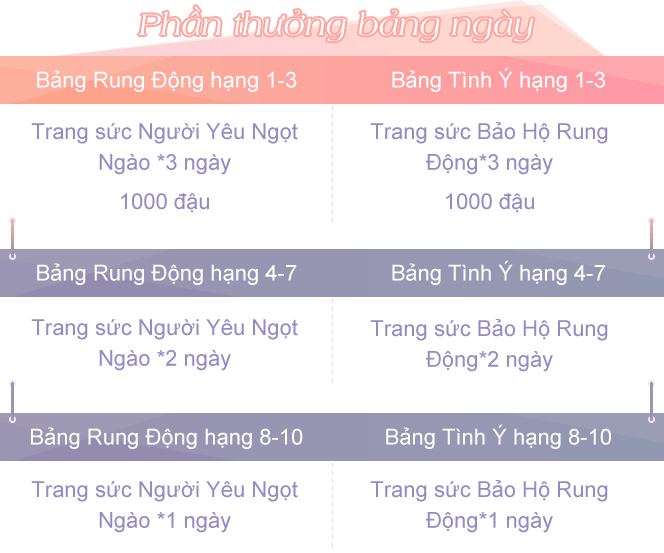 Phần thưởng bảng ngày
Bảng Rung Động hạng 1-3
Bảng Tình Ý hạng 1-3
Trang sức Người Yêu Ngọt
Ngào *3 ngày
1000 đậu
Trang sức Bảo Hộ Rung
Động*3 ngày
1000 đậu
Bảng Rung Động hạng 4-7
Bảng Tình Ý hạng 4-7
Trang sức Người Yêu Ngọt
Ngào *2 ngày
Trang sức Bảo Hộ Rung
Động*2 ngày
Bảng Rung Động hạng 8-10
Bảng Tình Ý hạng 8-10
Trang sức Người Yêu Ngọt
Ngào *1 ngày
Trang sức Bảo Hộ Rung
Động*1 ngày